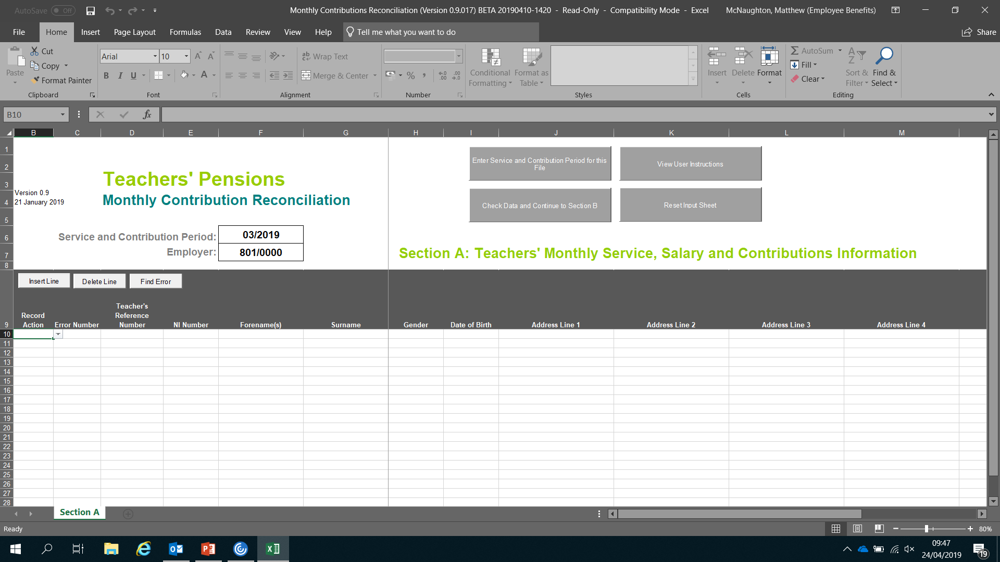 AutoSave Off
Monthly Contributions Reconciliation (Version 0.9.017) BETA 20190410-1420 - Read-Only - Compatibility Mode - Excel
McNaughton, Matthew (Employee Benefits)
File Home Insert Page Layout Formulas Data Review View Help Tell me what you want to do Share
Paste
Cut
Copy
Format Painter
Clipboard
Arial 10
B I U
Font
Wrap Text
Merge & Center
Alignment
Number
Conditional Formatting
Format as Table
Styles
Insert Delete Format
Cells
AutoSum
Fill
Clear
Sort & Filter
Find & Select
Editing
B10
B C D E F G H I J K L M
1
2
3
4
5
6
7
8
9
Teachers' Pensions
Version 0.9
21 January 2019
Monthly Contribution Reconciliation
Service and Contribution Period: 03/2019
Employer: 801/0000
Enter Service and Contribution Period for this
File
View User Instructions
Check Data and Continue to Section B
Reset Input Sheet
Section A: Teachers' Monthly Service, Salary and Contributions Information
Insert Line Delete Line Find Error
Record Action
Error Number
Teacher's Reference Number
NI Number
Forename(s)
Surname
Gender
Date of Birth
Address Line 1
Address Line 2
Address Line 3
Address Line 4
10
11
12
13
14
15
16
17
18
19
20
21
22
23
24
25
26
27
28
Section A
Ready
80%
09:47
24/04/2019
19